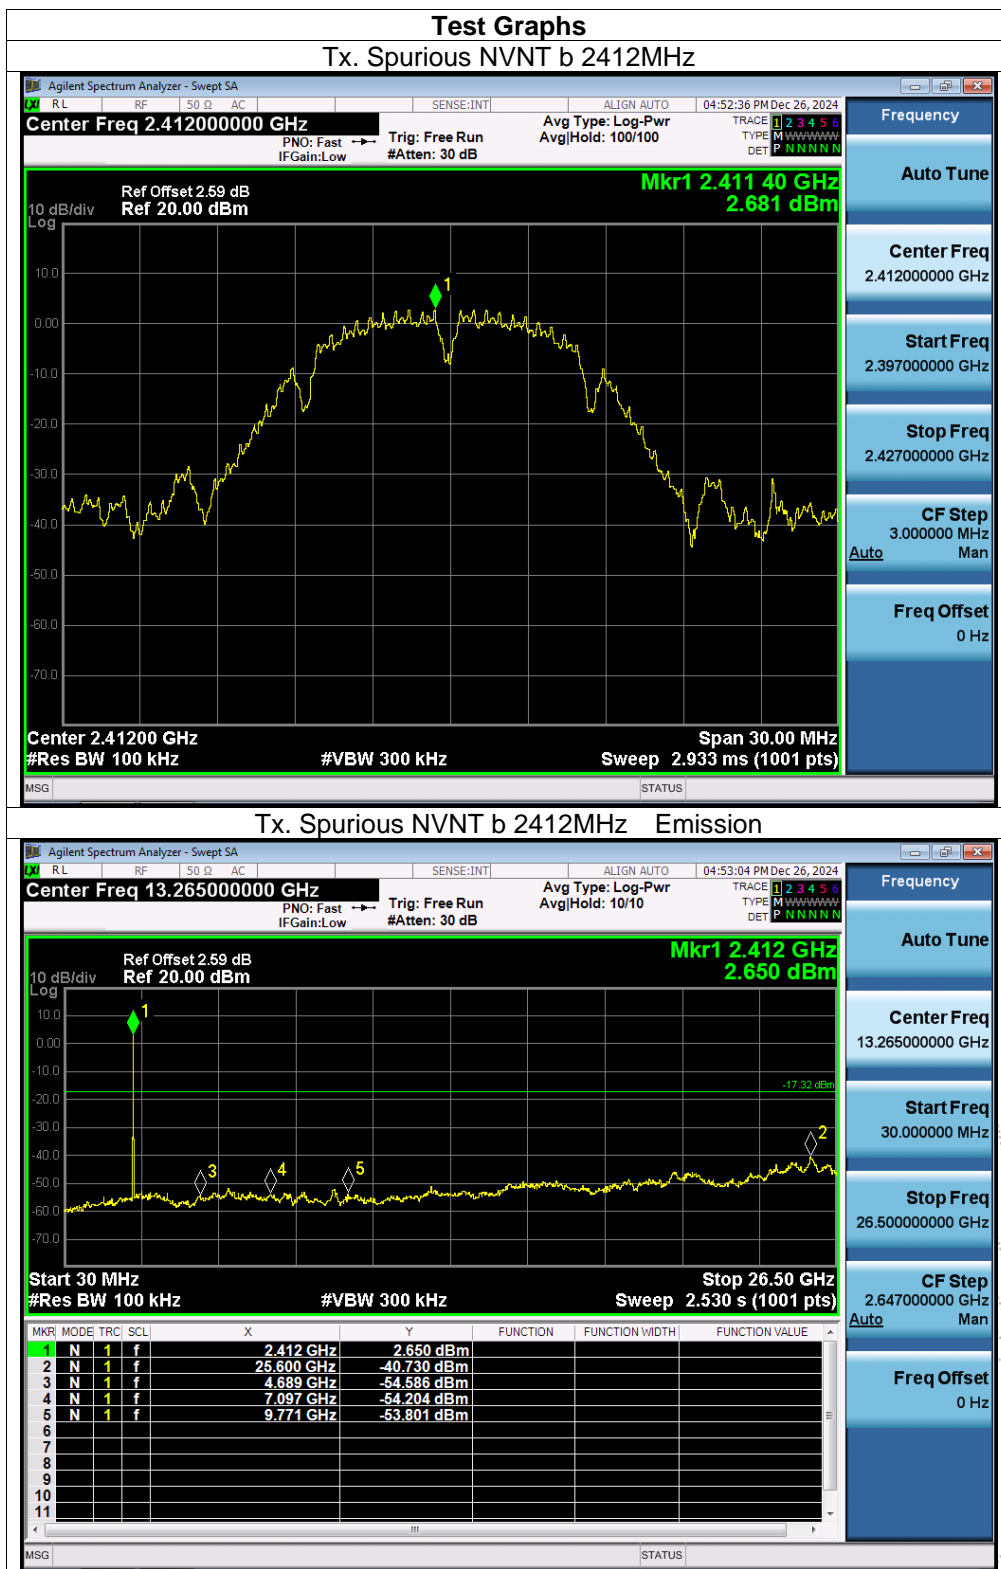 Test Graphs
Tx. Spurious NVNT b 2412MHz
Agilent Spectrum Analyzer - Swept SA
LXI RL RF 50 Ω AC SENSE:INT ALIGN AUTO 04:52:36 PM Dec 26, 2024
Center Freq 2.412000000 GHz Avg Type: Log-Pwr TRACE 1 2 3 4 5 6
PNO: Fast Trig: Free Run Avg|Hold: 100/100 TYPE M WWWWW
IFGain:Low #Atten: 30 dB DET P N N N N N
Mkr1 2.411 40 GHz
Ref Offset 2.59 dB
10 dB/div Ref 20.00 dBm 2.681 dBm
Log
1
10.0
0.00
-10.0
-20.0
-30.0
-40.0
-50.0
-60.0
-70.0
Center 2.41200 GHz Span 30.00 MHz
#Res BW 100 kHz #VBW 300 kHz Sweep 2.933 ms (1001 pts)
MSG STATUS
Frequency
Auto Tune
Center Freq
2.412000000 GHz
Start Freq
2.397000000 GHz
Stop Freq
2.427000000 GHz
CF Step
3.000000 MHz
Auto Man
Freq Offset
0 Hz
Tx. Spurious NVNT b 2412MHz Emission
Agilent Spectrum Analyzer - Swept SA
LXI RL RF 50 Ω AC SENSE:INT ALIGN AUTO 04:53:04 PM Dec 26, 2024
Center Freq 13.265000000 GHz Avg Type: Log-Pwr TRACE 1 2 3 4 5 6
PNO: Fast Trig: Free Run Avg|Hold: 10/10 TYPE M WWWWW
IFGain:Low #Atten: 30 dB DET P N N N N N
Mkr1 2.412 GHz
Ref Offset 2.59 dB
10 dB/div Ref 20.00 dBm 2.650 dBm
Log
1
10.0
0.00
-10.0
-17.32 dBm
-20.0
-30.0
2
-40.0
3 4 5
-50.0
-60.0
-70.0
Start 30 MHz Stop 26.50 GHz
#Res BW 100 kHz #VBW 300 kHz Sweep 2.530 s (1001 pts)
MKR MODE TRC SCL X Y FUNCTION FUNCTION WIDTH FUNCTION VALUE
1 N 1 f 2.412 GHz 2.650 dBm
2 N 1 f 25.600 GHz -40.730 dBm
3 N 1 f 4.689 GHz -54.586 dBm
4 N 1 f 7.097 GHz -54.204 dBm
5 N 1 f 9.771 GHz -53.801 dBm
6
7
8
9
10
11
MSG STATUS
Frequency
Auto Tune
Center Freq
13.265000000 GHz
Start Freq
30.000000 MHz
Stop Freq
26.500000000 GHz
CF Step
2.647000000 GHz
Auto Man
Freq Offset
0 Hz